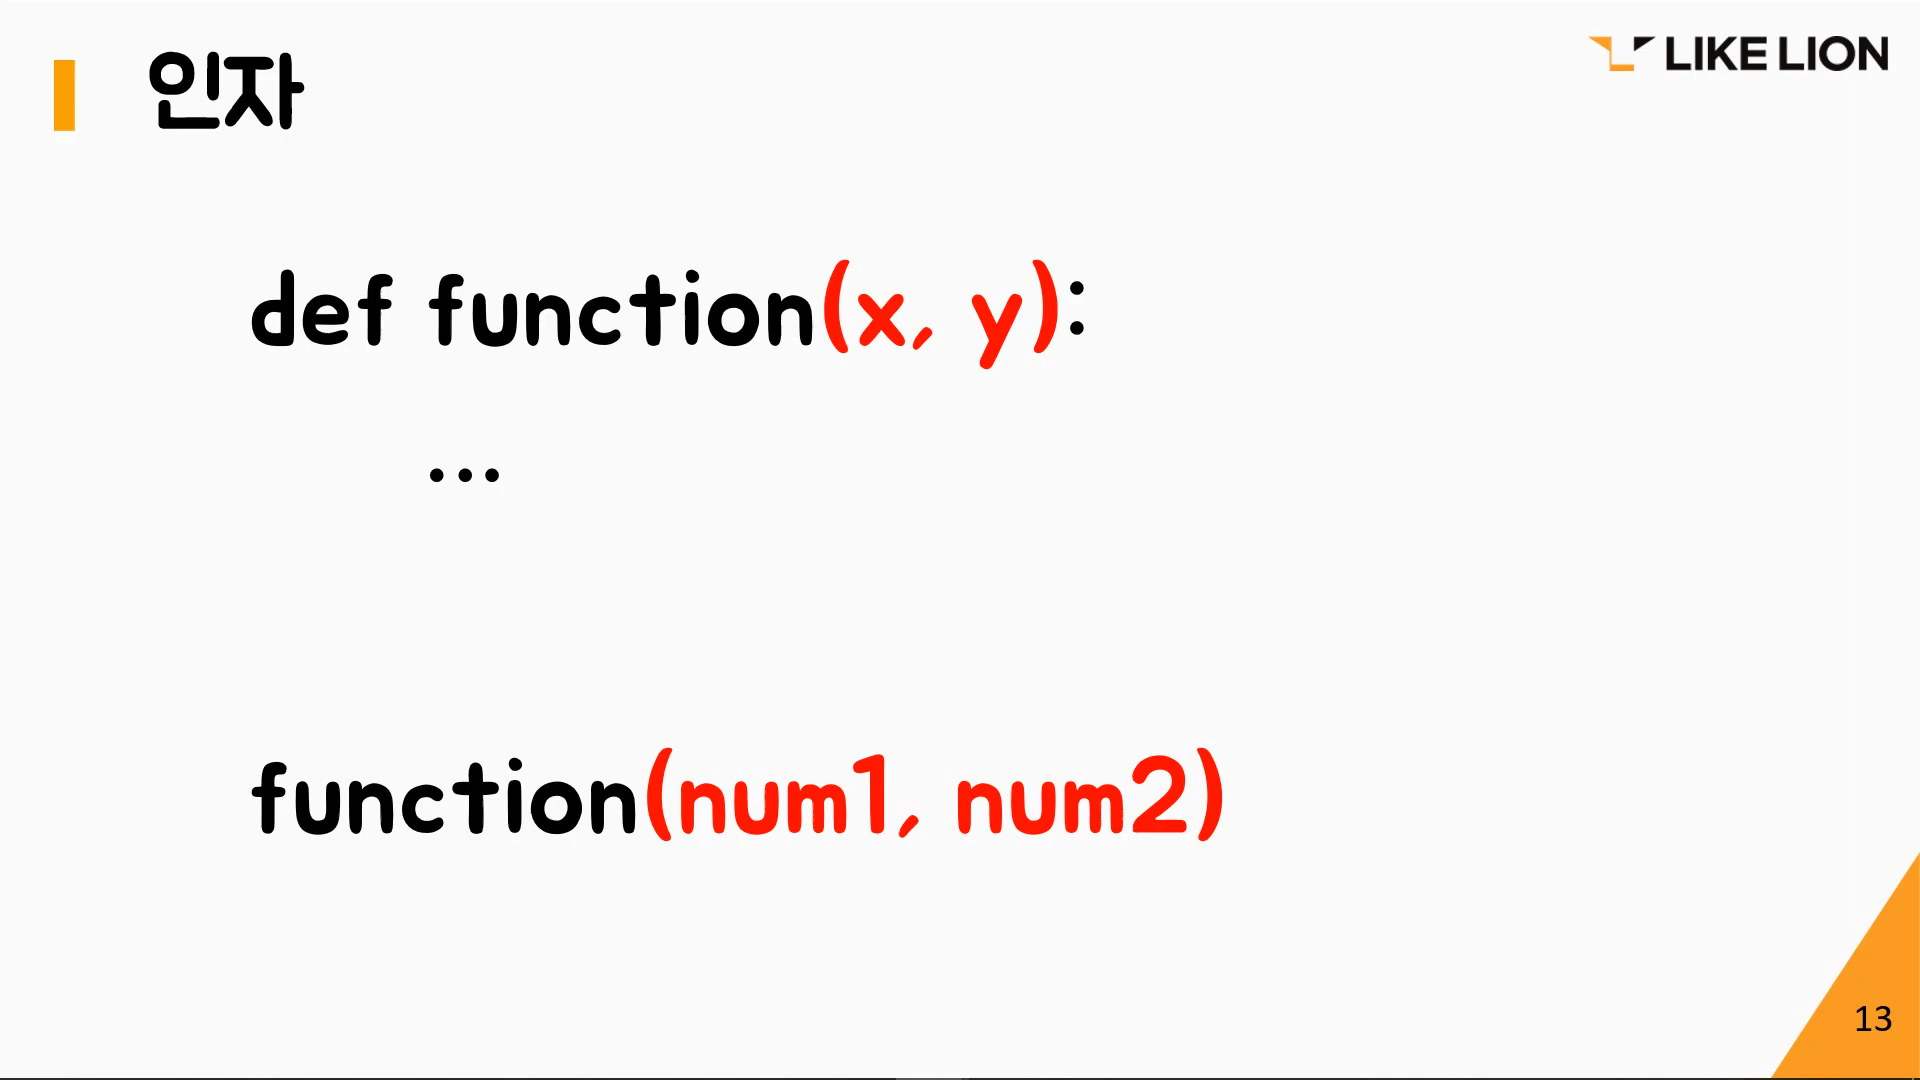 인자
LIKE LION
def function(x, y):
...
function(num1, num2)
13